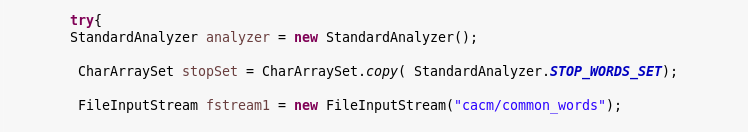 try{
StandardAnalyzer analyzer = new StandardAnalyzer();
CharArraySet stopSet = CharArraySet.copy( StandardAnalyzer.STOP_WORDS_SET);
FileInputStream fstream1 = new FileInputStream("cacm/common_words");